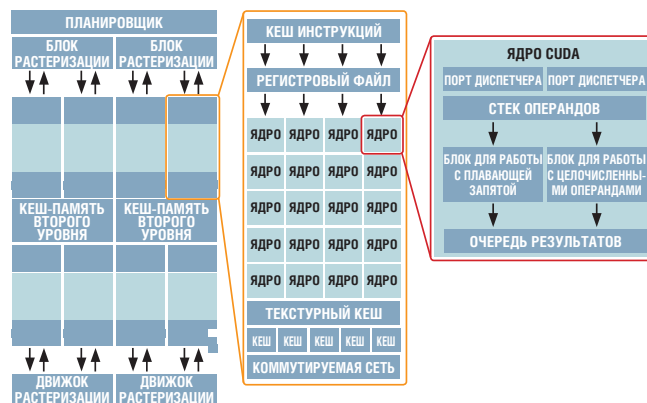 ПЛАНИРОВЩИК
БЛОК
РАСТЕРИЗАЦИИ
БЛОК
РАСТЕРИЗАЦИИ
КЕШ-ПАМЯТЬ
ВТОРОГО
УРОВНЯ
КЕШ-ПАМЯТЬ
ВТОРОГО
УРОВНЯ
ДВИЖОК
РАСТЕРИЗАЦИИ
ДВИЖОК
РАСТЕРИЗАЦИИ
КЕШ ИНСТРУКЦИЙ
РЕГИСТРОВЫЙ ФАЙЛ
ЯДРО ЯДРО ЯДРО ЯДРО
ЯДРО ЯДРО ЯДРО ЯДРО
ЯДРО ЯДРО ЯДРО ЯДРО
ЯДРО ЯДРО ЯДРО ЯДРО
ЯДРО ЯДРО ЯДРО ЯДРО
ТЕКСТУРНЫЙ КЕШ
КЕШ КЕШ КЕШ КЕШ КЕШ
КОММУТИРУЕМАЯ СЕТЬ
ЯДРО CUDA
ПОРТ ДИСПЕТЧЕРА ПОРТ ДИСПЕТЧЕРА
СТЕК ОПЕРАНДОВ
БЛОК ДЛЯ РАБОТЫ
С ПЛАВАЮЩЕЙ
ЗАПЯТОЙ
БЛОК ДЛЯ РАБОТЫ
С ЦЕЛОЧИСЛЕННЫ-
МИ ОПЕРАНДАМИ
ОЧЕРЕДЬ РЕЗУЛЬТАТОВ